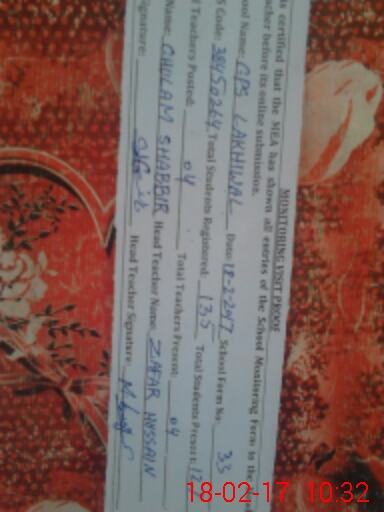 MONITORING VISIT PROOF
is certified that the MEA has shown all entries of the School Monitoring Form to the
acher before its online submission.
ool Name: GPS LAKHIWAL Date: 18-2-2017 School Form No: 33
S Code: 38450264 Total Students Registered: 135 Total Students Present: 12
l Teachers Posted: 04 Total Teachers Present: 04
Name: GHULAM SHABBIR Head Teacher Name: ZAFAR HUSSAIN
Signature: Head Teacher Signature:
18-02-17 10:32